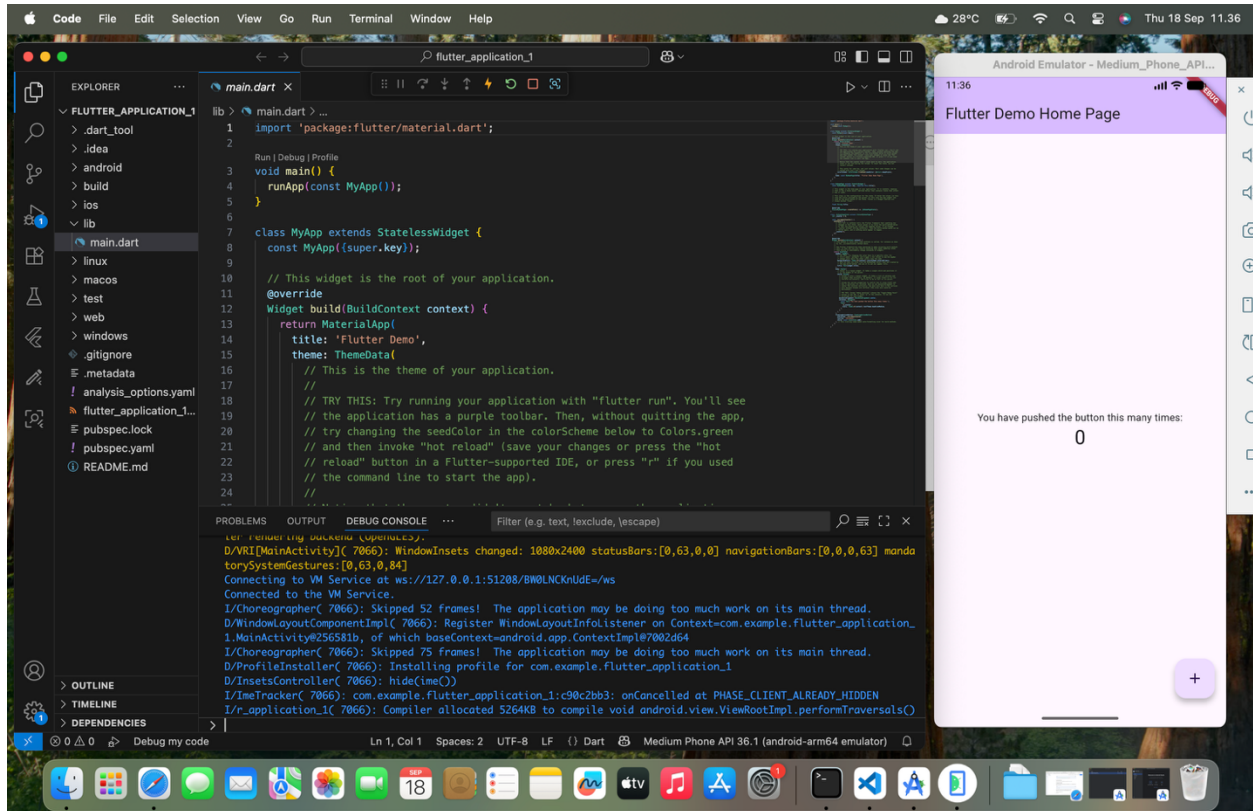 Code File Edit Selection View Go Run Terminal Window Help
28°C
Thu 18 Sep 11.36
flutter_application_1
EXPLORER
FLUTTER_APPLICATION_1
.dart_tool
.idea
android
build
ios
lib
main.dart
linux
macos
test
web
windows
.gitignore
.metadata
analysis_options.yaml
flutter_application_1...
pubspec.lock
pubspec.yaml
README.md
OUTLINE
TIMELINE
DEPENDENCIES
1
1
main.dart
lib > main.dart > ...
1 import 'package:flutter/material.dart';
2
Run | Debug | Profile
3 void main() {
4 runApp(const MyApp());
5 }
6
7 class MyApp extends StatelessWidget {
8 const MyApp({super.key});
9
10 // This widget is the root of your application.
11 @override
12 Widget build(BuildContext context) {
13 return MaterialApp(
14 title: 'Flutter Demo',
15 theme: ThemeData(
16 // This is the theme of your application.
17 //
18 // TRY THIS: Try running your application with "flutter run". You'll see
19 // the application has a purple toolbar. Then, without quitting the app,
20 // try changing the seedColor in the colorScheme below to Colors.green
21 // and then invoke "hot reload" (save your changes or press the "hot
22 // reload" button in a Flutter-supported IDE, or press "r" if you used
23 // the command line to start the app).
24 //
PROBLEMS OUTPUT DEBUG CONSOLE ... Filter (e.g. text, !exclude, \escape)
ter rendering backend (OpenGLES).
D/VRI[MainActivity]( 7066): WindowInsets changed: 1080x2400 statusBars:[0,63,0,0] navigationBars:[0,0,0,63] manda
torySystemGestures:[0,63,0,84]
Connecting to VM Service at ws://127.0.0.1:51208/BW0LNCKnUdE=/ws
Connected to the VM Service.
I/Choreographer( 7066): Skipped 52 frames! The application may be doing too much work on its main thread.
D/WindowLayoutComponentImpl( 7066): Register WindowLayoutInfoListener on Context=com.example.flutter_application_
1.MainActivity@256581b, of which baseContext=android.app.ContextImpl@7002d64
I/Choreographer( 7066): Skipped 75 frames! The application may be doing too much work on its main thread.
D/ProfileInstaller( 7066): Installing profile for com.example.flutter_application_1
D/InsetsController( 7066): hide(ime())
I/ImeTracker( 7066): com.example.flutter_application_1:c90c2bb3: onCancelled at PHASE_CLIENT_ALREADY_HIDDEN
I/r_application_1( 7066): Compiler allocated 5264KB to compile void android.view.ViewRootImpl.performTraversals()
>
0 0 Debug my code Ln 1, Col 1 Spaces: 2 UTF-8 LF {} Dart Medium Phone API 36.1 (android-arm64 emulator)
Android Emulator - Medium_Phone_API...
11:36
DEBUG
Flutter Demo Home Page
You have pushed the button this many times:
0
+
SEP
18
tv
1